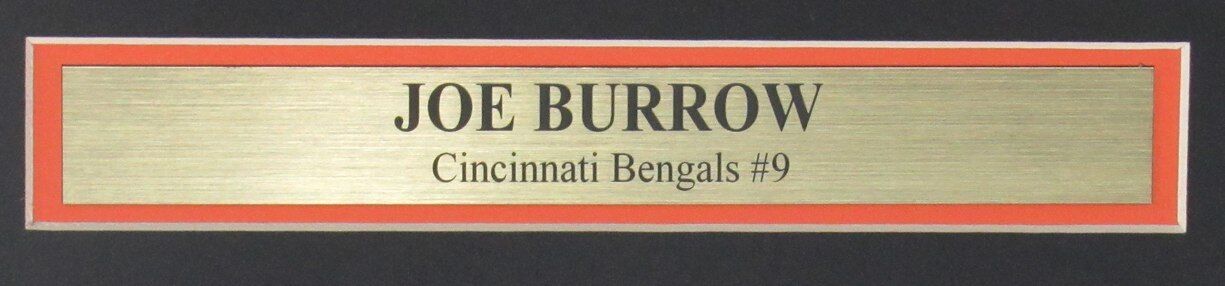 JOE BURROW
Cincinnati Bengals #9